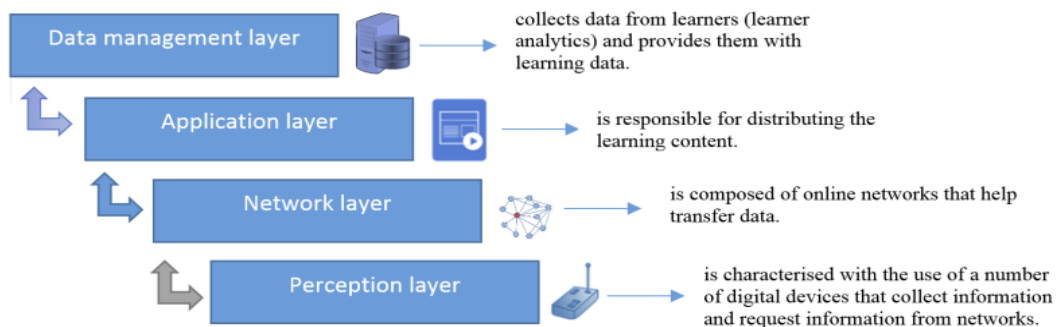 Data management layer
collects data from learners (learner
analytics) and provides them with
learning data.
Application layer
is responsible for distributing the
learning content.
Network layer
is composed of online networks that help
transfer data.
Perception layer
is characterised with the use of a number
of digital devices that collect information
and request information from networks.